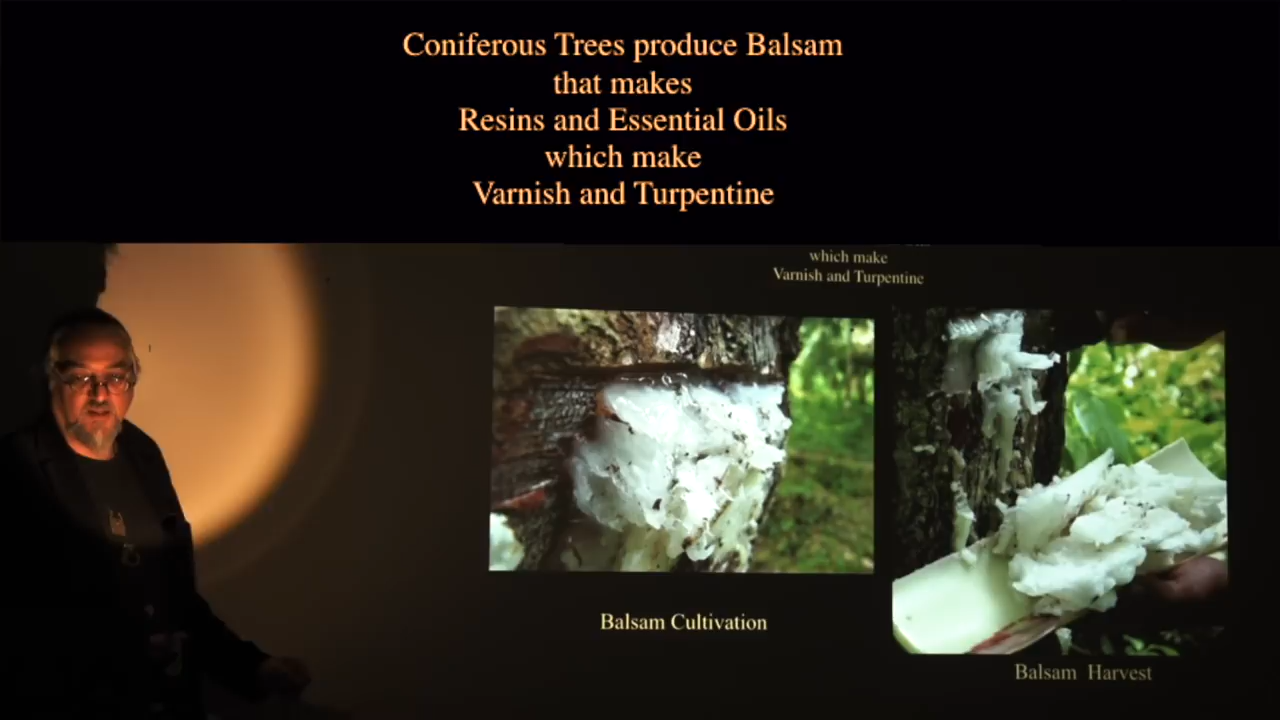 Coniferous Trees produce Balsam
that makes
Resins and Essential Oils
which make
Varnish and Turpentine
which make
Varnish and Turpentine
Balsam Cultivation
Balsam Harvest